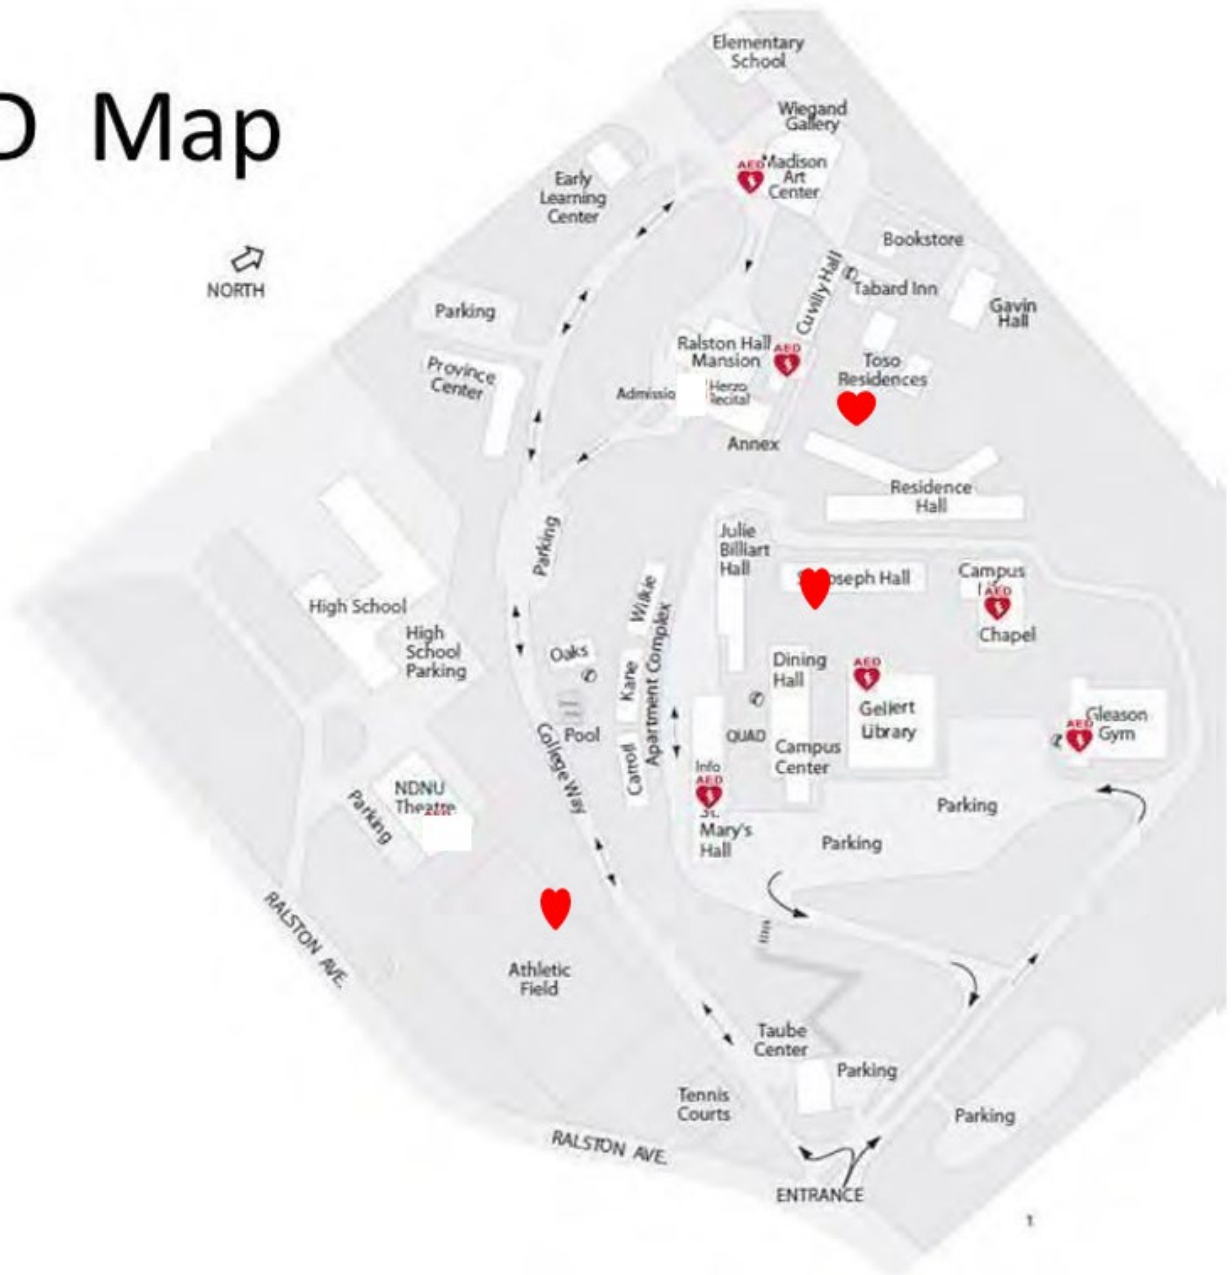 D Map
NORTH
Elementary
School
Wiegand
Gallery
AED
Madison
Art
Center
Early
Learning
Center
Bookstore
Cuvilly Hall
Tabard Inn
Gavin
Hall
Parking
Province
Center
Ralston Hall
Mansion
AED
Toso
Residences
Admissio
Herzo
Recital
Annex
Residence
Hall
Parking
Julie
Billiart
Hall
oseph Hall
Campus
AED
Chapel
High School
High
School
Parking
Wilkie
Kane
Carroll
Apartment Complex
Oaks
Pool
Dining
Hall
AED
Gellert
Library
QUAD
Campus
Center
Gleason
Gym
AED
College Way
Info
AED
St.
Mary's
Hall
NDNU
Theatre
Parking
Parking
Parking
RALSTON AVE.
Athletic
Field
Taube
Center
Parking
Tennis
Courts
Parking
RALSTON AVE.
ENTRANCE
1